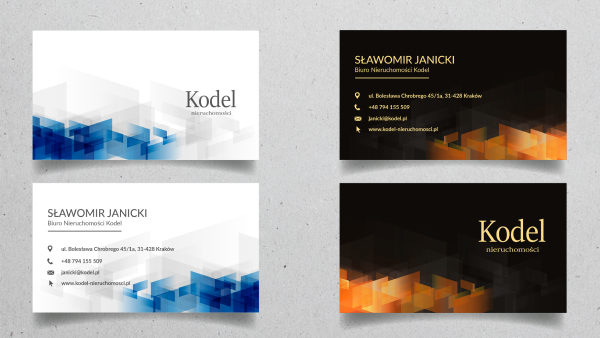 Kodel
nieruchomości
SŁAWOMIR JANICKI
Biuro Nieruchomości Kodel
ul. Bolesława Chrobrego 45/1a, 31-428 Kraków
+48 794 155 509
janicki@kodel.pl
www.kodel-nieruchomosci.pl
SŁAWOMIR JANICKI
Biuro Nieruchomości Kodel
ul. Bolesława Chrobrego 45/1a, 31-428 Kraków
+48 794 155 509
janicki@kodel.pl
www.kodel-nieruchomosci.pl
Kodel
nieruchomości